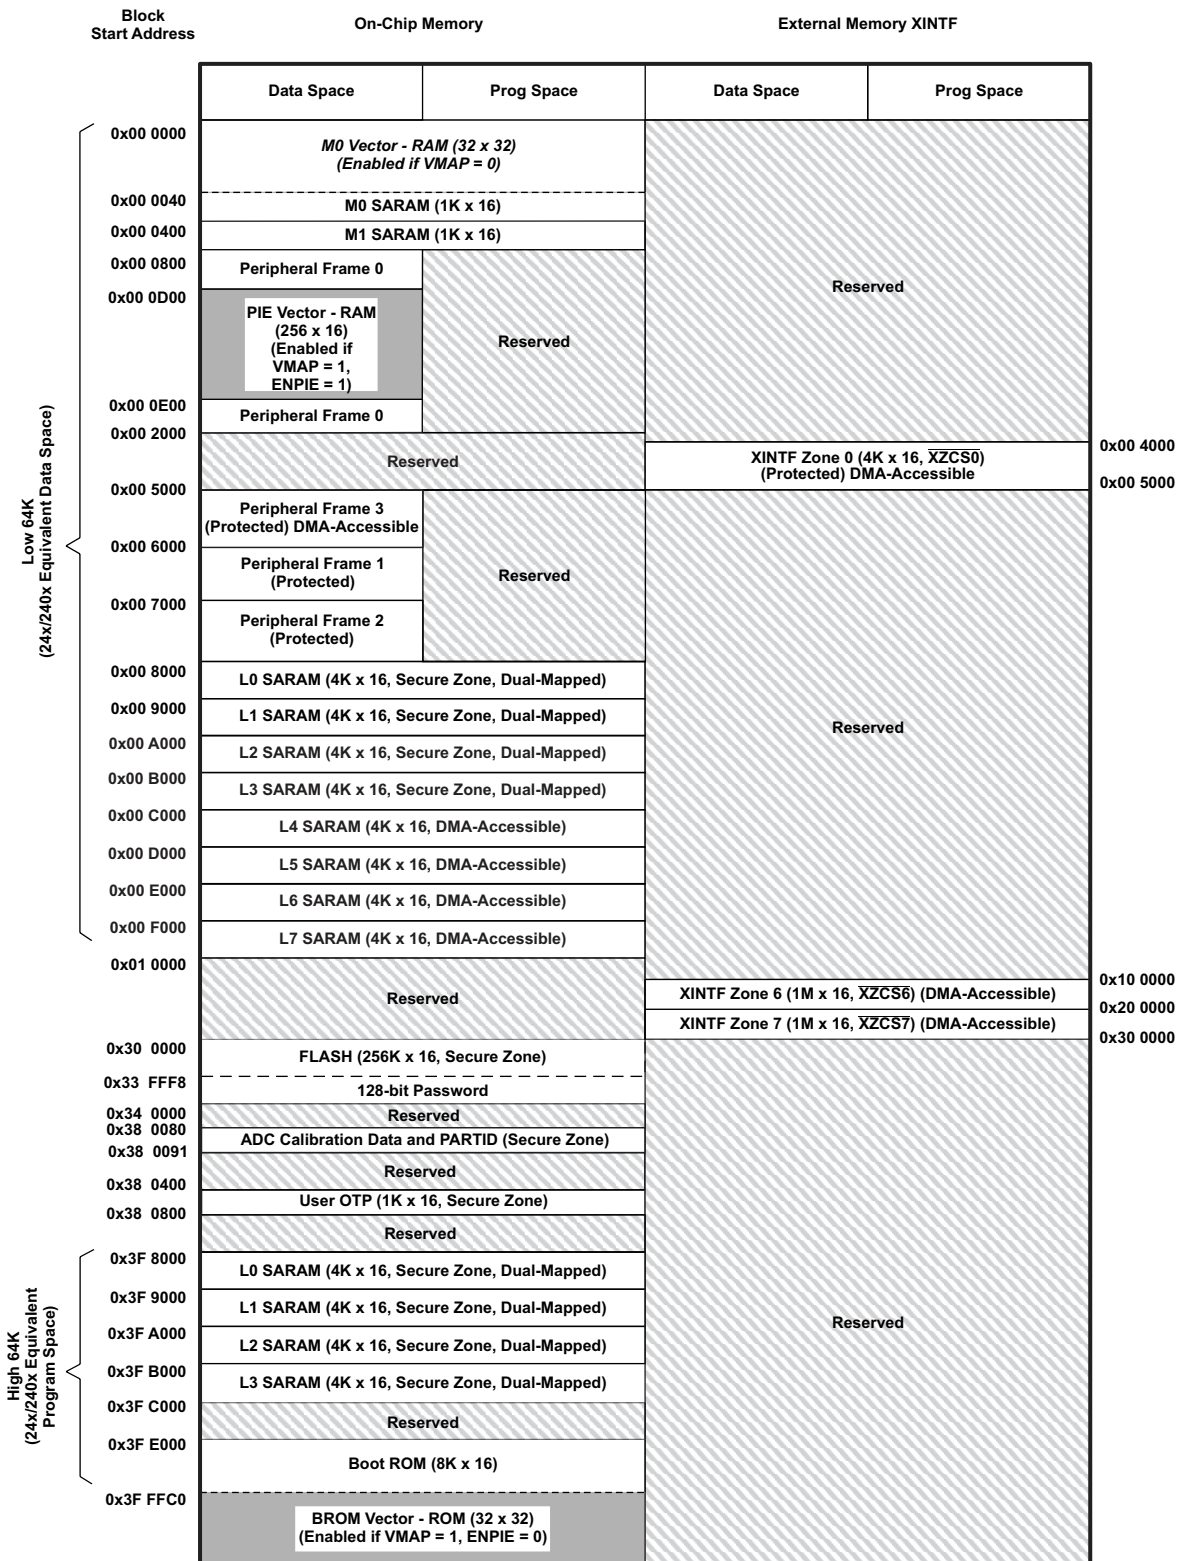 Block
Start Address
On-Chip Memory
External Memory XINTF
Data Space
Prog Space
Data Space
Prog Space
Low 64K
(24x/240x Equivalent Data Space)
0x00 0000
M0 Vector - RAM (32 x 32)
(Enabled if VMAP = 0)
0x00 0040
M0 SARAM (1K x 16)
0x00 0400
M1 SARAM (1K x 16)
0x00 0800
Peripheral Frame 0
0x00 0D00
PIE Vector - RAM
(256 x 16)
(Enabled if
VMAP = 1,
ENPIE = 1)
Reserved
Reserved
0x00 0E00
Peripheral Frame 0
0x00 2000
Reserved
XINTF Zone 0 (4K x 16, XZCS0)
(Protected) DMA-Accessible
0x00 4000
0x00 5000
0x00 5000
Peripheral Frame 3
(Protected) DMA-Accessible
0x00 6000
Peripheral Frame 1
(Protected)
Reserved
0x00 7000
Peripheral Frame 2
(Protected)
0x00 8000
L0 SARAM (4K x 16, Secure Zone, Dual-Mapped)
0x00 9000
L1 SARAM (4K x 16, Secure Zone, Dual-Mapped)
Reserved
0x00 A000
L2 SARAM (4K x 16, Secure Zone, Dual-Mapped)
0x00 B000
L3 SARAM (4K x 16, Secure Zone, Dual-Mapped)
0x00 C000
L4 SARAM (4K x 16, DMA-Accessible)
0x00 D000
L5 SARAM (4K x 16, DMA-Accessible)
0x00 E000
L6 SARAM (4K x 16, DMA-Accessible)
0x00 F000
L7 SARAM (4K x 16, DMA-Accessible)
0x01 0000
Reserved
0x10 0000
XINTF Zone 6 (1M x 16, XZCS6) (DMA-Accessible)
0x20 0000
XINTF Zone 7 (1M x 16, XZCS7) (DMA-Accessible)
0x30 0000
0x30 0000
FLASH (256K x 16, Secure Zone)
0x33 FFF8
128-bit Password
0x34 0000
Reserved
0x38 0080
ADC Calibration Data and PARTID (Secure Zone)
0x38 0091
Reserved
0x38 0400
User OTP (1K x 16, Secure Zone)
0x38 0800
Reserved
High 64K
(24x/240x Equivalent
Program Space)
0x3F 8000
L0 SARAM (4K x 16, Secure Zone, Dual-Mapped)
0x3F 9000
L1 SARAM (4K x 16, Secure Zone, Dual-Mapped)
Reserved
0x3F A000
L2 SARAM (4K x 16, Secure Zone, Dual-Mapped)
0x3F B000
L3 SARAM (4K x 16, Secure Zone, Dual-Mapped)
0x3F C000
Reserved
0x3F E000
Boot ROM (8K x 16)
0x3F FFC0
BROM Vector - ROM (32 x 32)
(Enabled if VMAP = 1, ENPIE = 0)